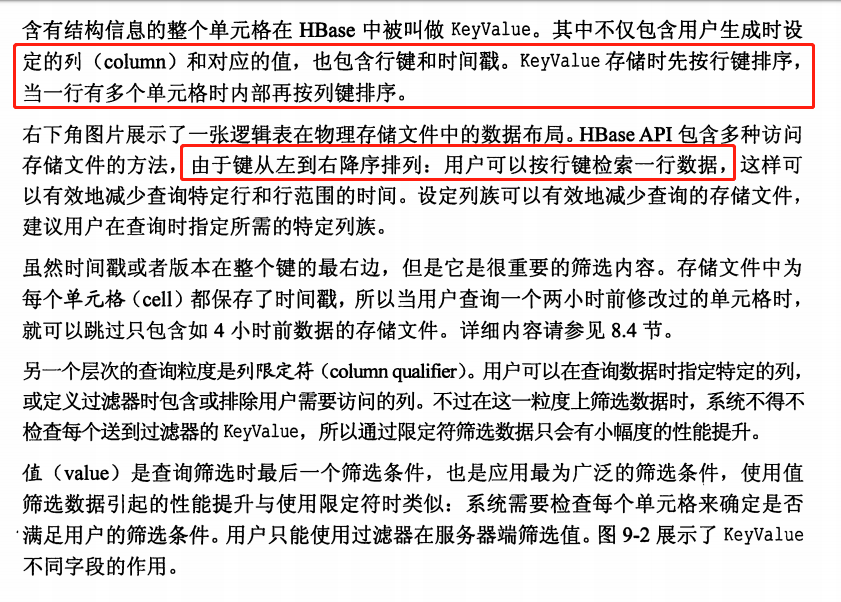 含有结构信息的整个单元格在 HBase 中被叫做 KeyValue。其中不仅包含用户生成时设
定的列（column）和对应的值，也包含行键和时间戳。KeyValue 存储时先按行键排序，
当一行有多个单元格时内部再按列键排序。
右下角图片展示了一张逻辑表在物理存储文件中的数据布局。HBase API 包含多种访问
存储文件的方法，由于键从左到右降序排列：用户可以按行键检索一行数据，这样可
以有效地减少查询特定行和行范围的时间。设定列族可以有效地减少查询的存储文件，
建议用户在查询时指定所需的特定列族。
虽然时间戳或者版本在整个键的最右边，但是它是很重要的筛选内容。存储文件中为
每个单元格（cell）都保存了时间戳，所以当用户查询一个两小时前修改过的单元格时，
就可以跳过只包含如 4 小时前数据的存储文件。详细内容请参见 8.4 节。
另一个层次的查询粒度是列限定符（column qualifier）。用户可以在查询数据时指定特定的列，
或定义过滤器时包含或排除用户需要访问的列。不过在这一粒度上筛选数据时，系统不得不
检查每个送到过滤器的 KeyValue，所以通过限定符筛选数据只会有小幅度的性能提升。
值（value）是查询筛选时最后一个筛选条件，也是应用最为广泛的筛选条件，使用值
筛选数据引起的性能提升与使用限定符时类似：系统需要检查每个单元格来确定是否
满足用户的筛选条件。用户只能使用过滤器在服务器端筛选值。图 9-2 展示了 KeyValue
不同字段的作用。